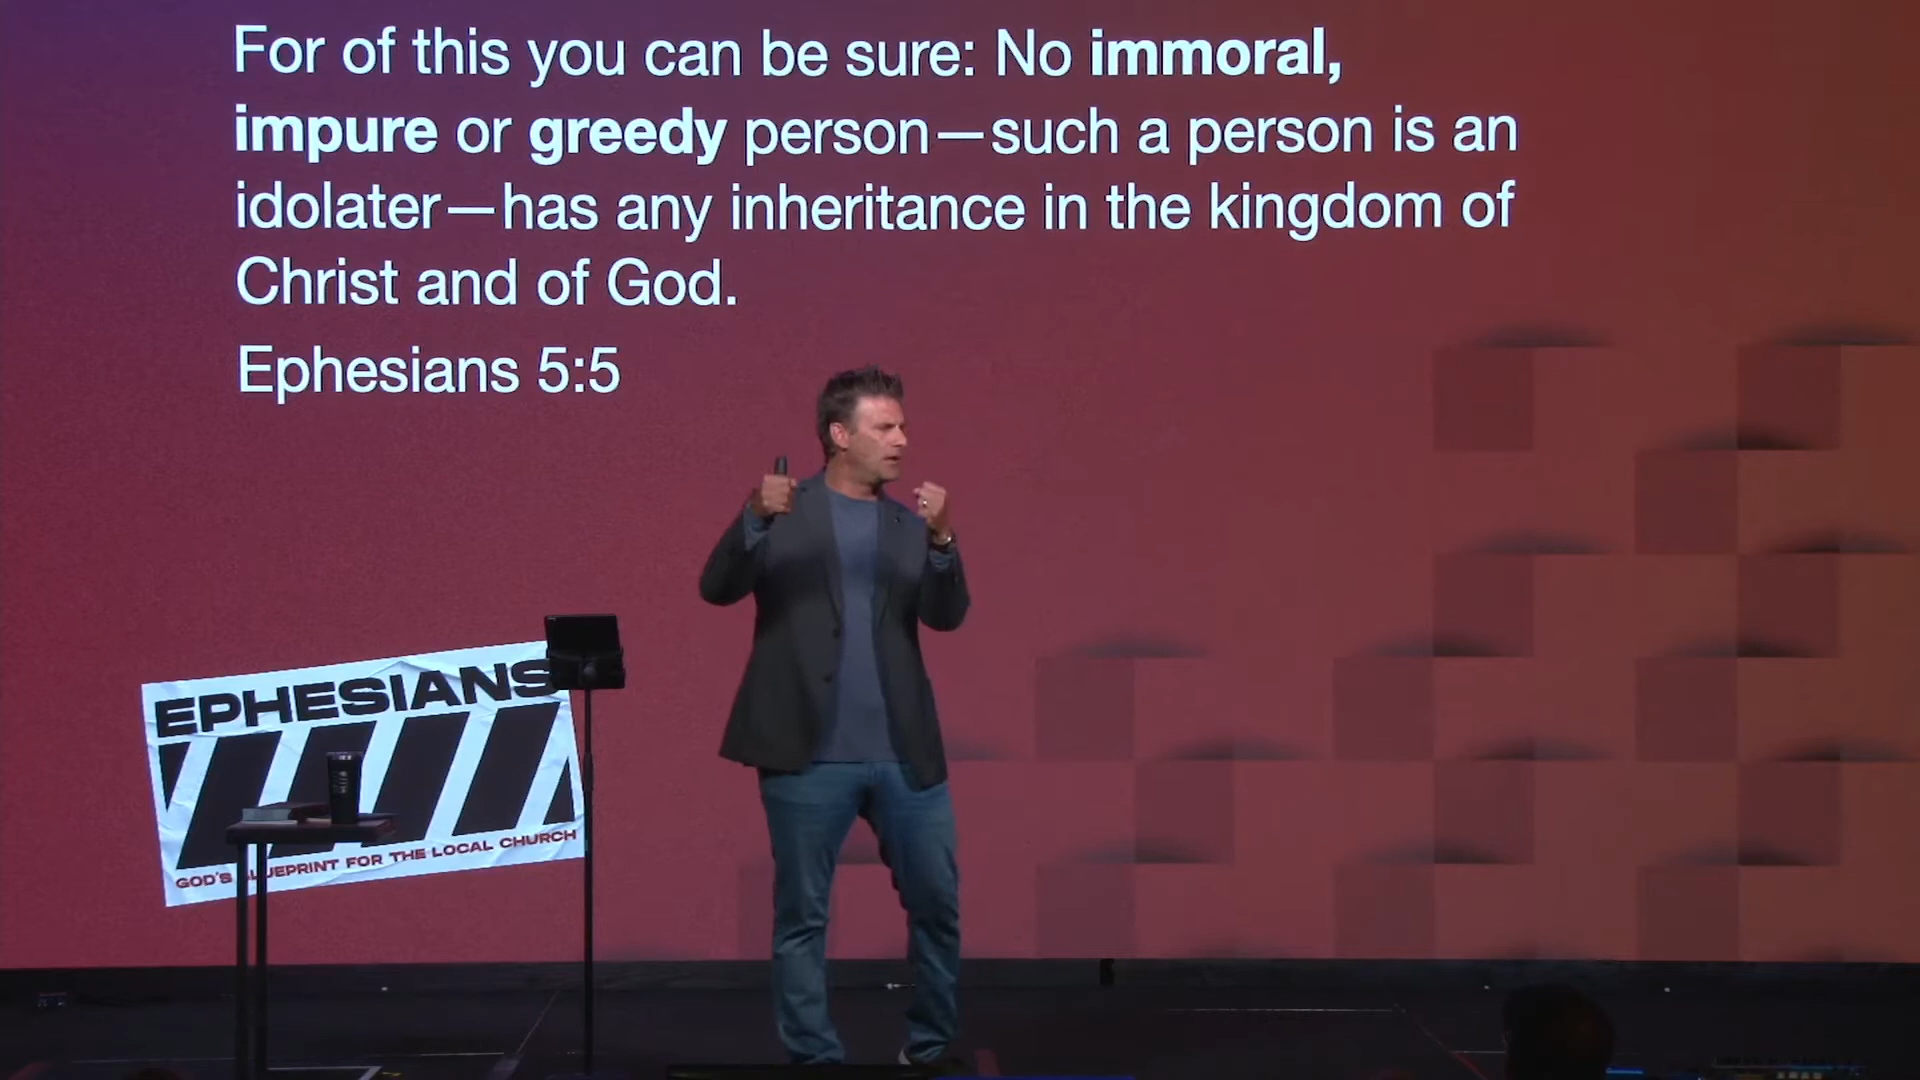 For of this you can be sure: No immoral,
impure or greedy person—such a person is an
idolater—has any inheritance in the kingdom of
Christ and of God.
Ephesians 5:5
EPHESIANS
GOD'S BLUEPRINT FOR THE LOCAL CHURCH